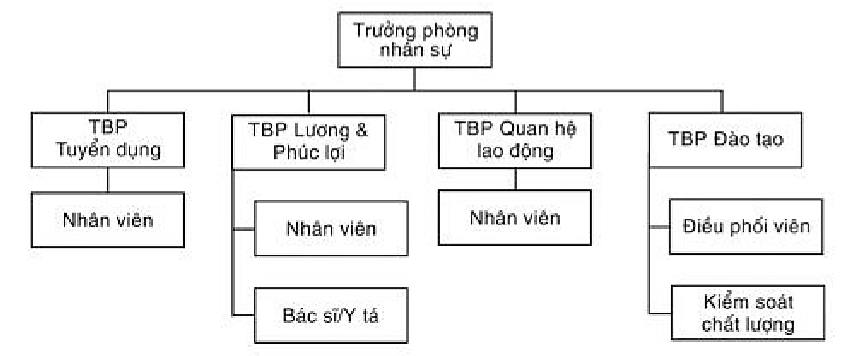 Trưởng phòng
nhân sự
TBP
Tuyển dụng
TBP Lương &
Phúc lợi
TBP Quan hệ
lao động
TBP Đào tạo
Nhân viên
Nhân viên
Nhân viên
Điều phối viên
Bác sĩ/Y tá
Kiểm soát
chất lượng